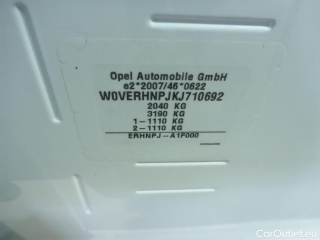 Opel Automobile GmbH
e2*2007/46*0622
W0VERHNPJKJ710692
2040 KG
3190 KG
1-1110 KG
2-1110 KG
ERHNPJ-A1F000
© CarOutlet.eu